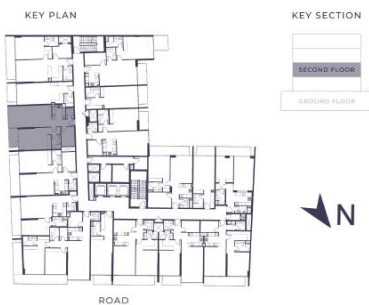 KEY PLAN
KEY SECTION
SECOND FLOOR
GROUND FLOOR
N
ROAD